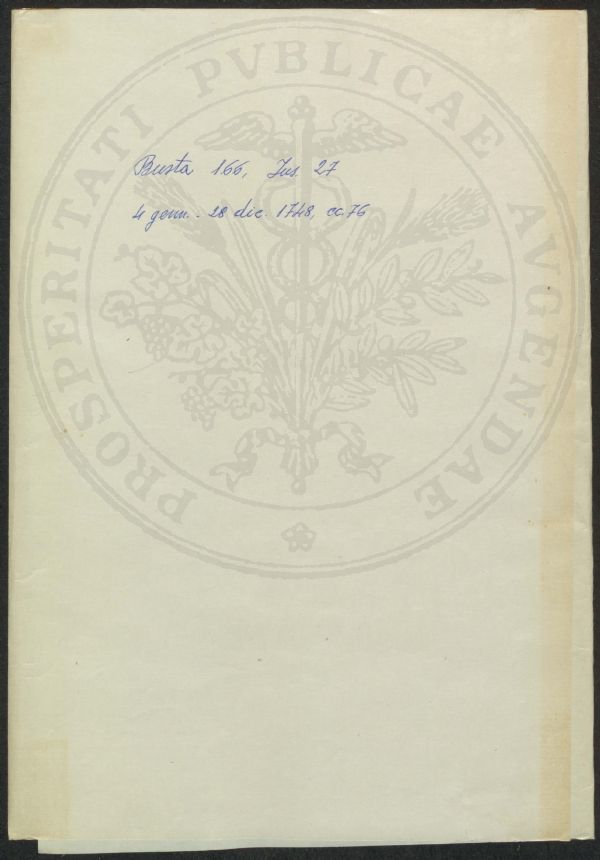 PROSPERITATI PVBLICAE AVGENDAE
Busta 166, Ins. 27
4 genn. - 28 dic. 1748, cc. 76